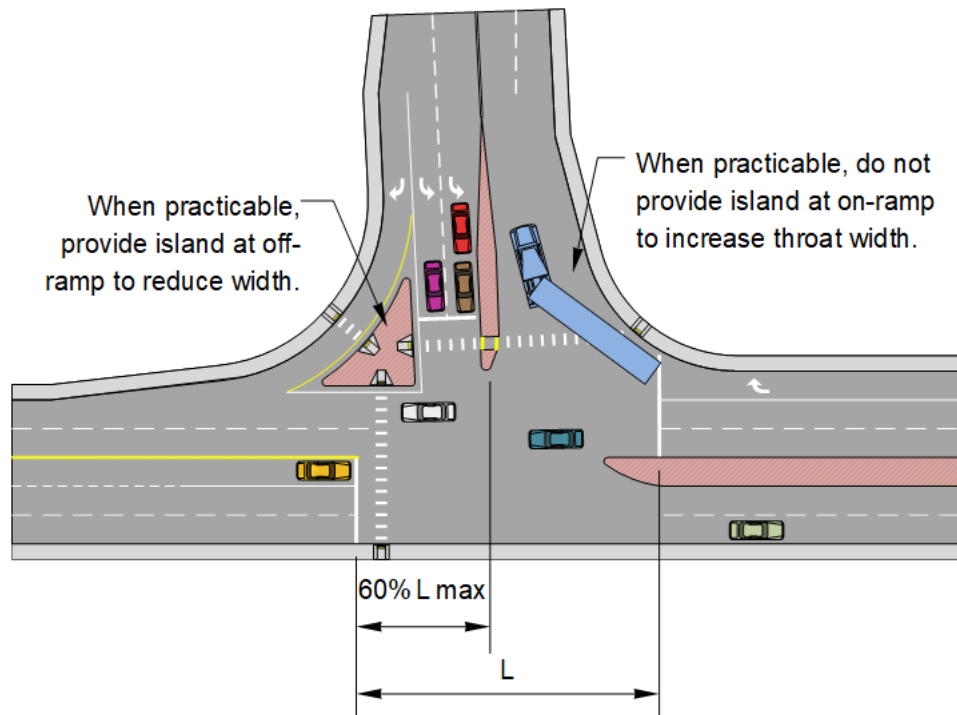 When practicable,
provide island at off-
ramp to reduce width.
When practicable, do not
provide island at on-ramp
to increase throat width.
60% L max
L